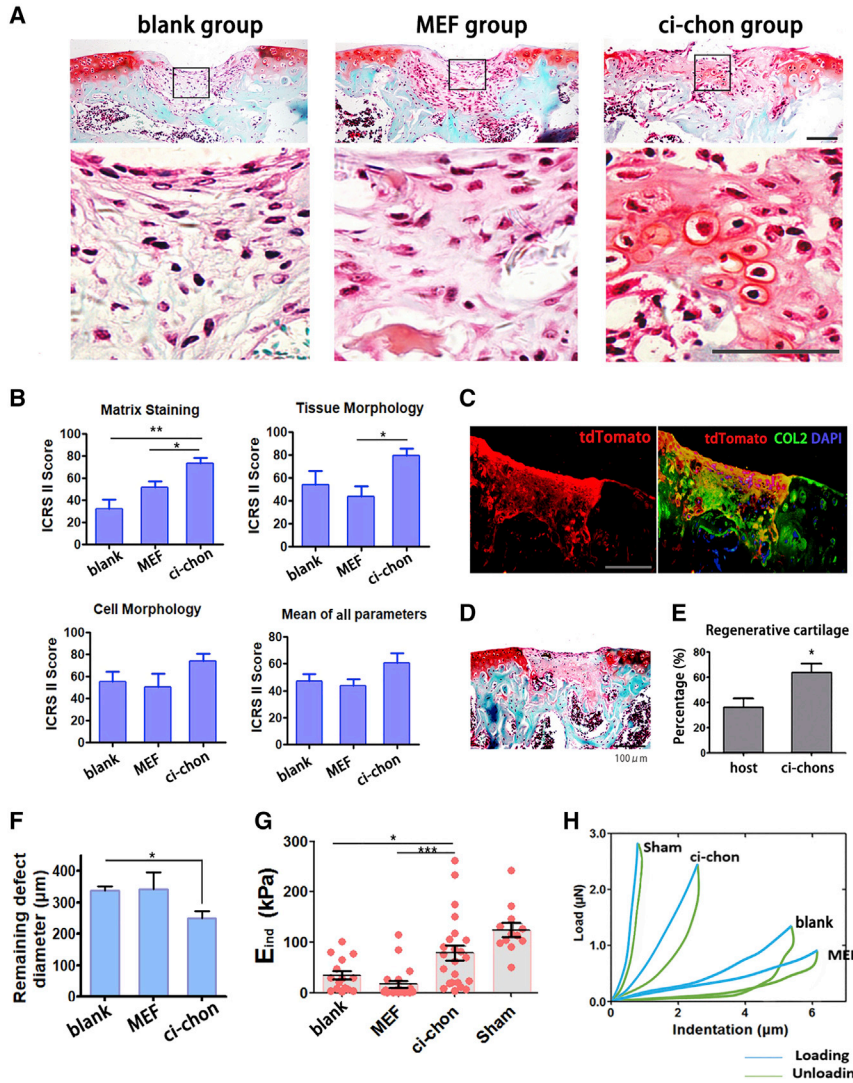 A
blank group
MEF group
ci-chon group
B
Matrix Staining
ICRS II Score
100
80
60
40
20
0
**
*
blank
MEF
ci-chon
Tissue Morphology
ICRS II Score
100
80
60
40
20
0
*
blank
MEF
ci-chon
Cell Morphology
ICRS II Score
100
80
60
40
20
0
blank
MEF
ci-chon
Mean of all parameters
ICRS II Score
100
80
60
40
20
0
blank
MEF
ci-chon
C
tdTomato
tdTomato COL2 DAPI
D
100μm
E
Regenerative cartilage
Percentage (%)
80
60
40
20
0
*
host
ci-chons
F
Remaining defect
diameter (μm)
400
300
200
100
0
*
blank
MEF
ci-chon
G
EInd (kPa)
300
200
100
0
*
***
blank
MEF
ci-chon
Sham
H
Load (μN)
3.0
2.0
1.0
0.0
Sham
ci-chon
blank
MEF
0
2
4
6
Indentation (μm)
Loading
Unloadin